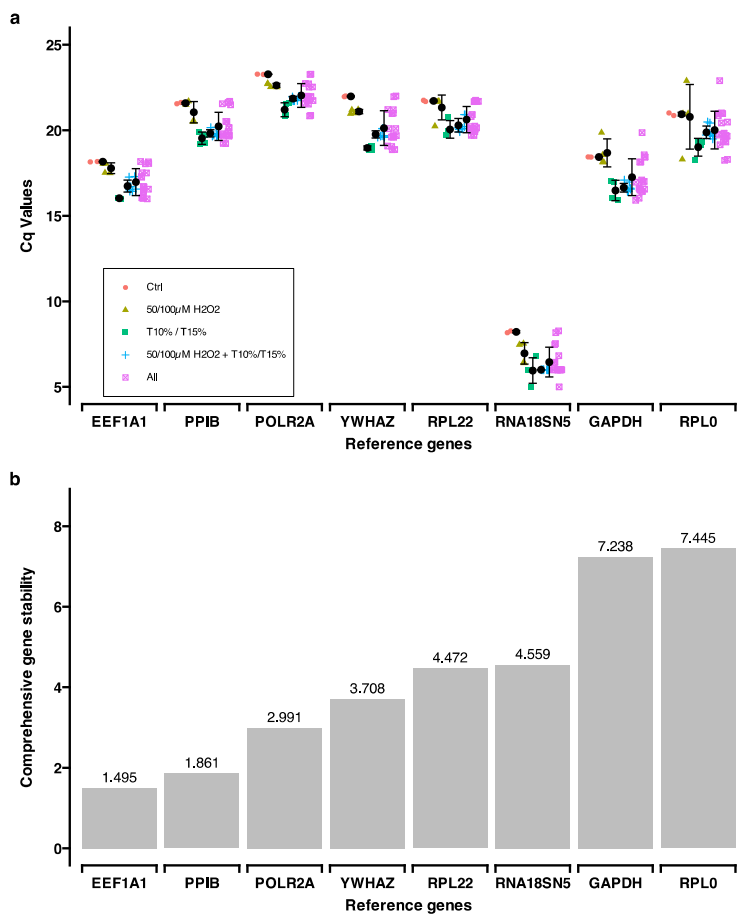 a
25
20
15
10
5
Cq Values
Ctrl
50/100µM H2O2
T10% / T15%
50/100µM H2O2 + T10%/T15%
All
EEF1A1 PPIB POLR2A YWHAZ RPL22 RNA18SN5 GAPDH RPL0
Reference genes
b
8
6
4
2
0
Comprehensive gene stability
1.495 1.861 2.991 3.708 4.472 4.559 7.238 7.445
EEF1A1 PPIB POLR2A YWHAZ RPL22 RNA18SN5 GAPDH RPL0
Reference genes